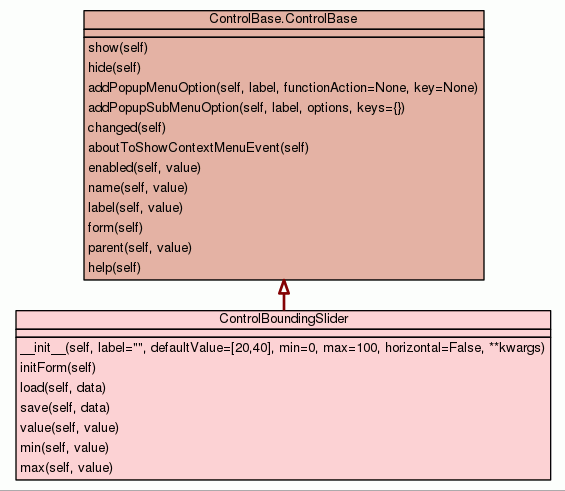 ControlBase.ControlBase
show(self)
hide(self)
addPopupMenuOption(self, label, functionAction=None, key=None)
addPopupSubMenuOption(self, label, options, keys={})
changed(self)
aboutToShowContextMenuEvent(self)
enabled(self, value)
name(self, value)
label(self, value)
form(self)
parent(self, value)
help(self)
ControlBoundingSlider
__init__(self, label="", defaultValue=[20,40], min=0, max=100, horizontal=False, **kwargs)
initForm(self)
load(self, data)
save(self, data)
value(self, value)
min(self, value)
max(self, value)